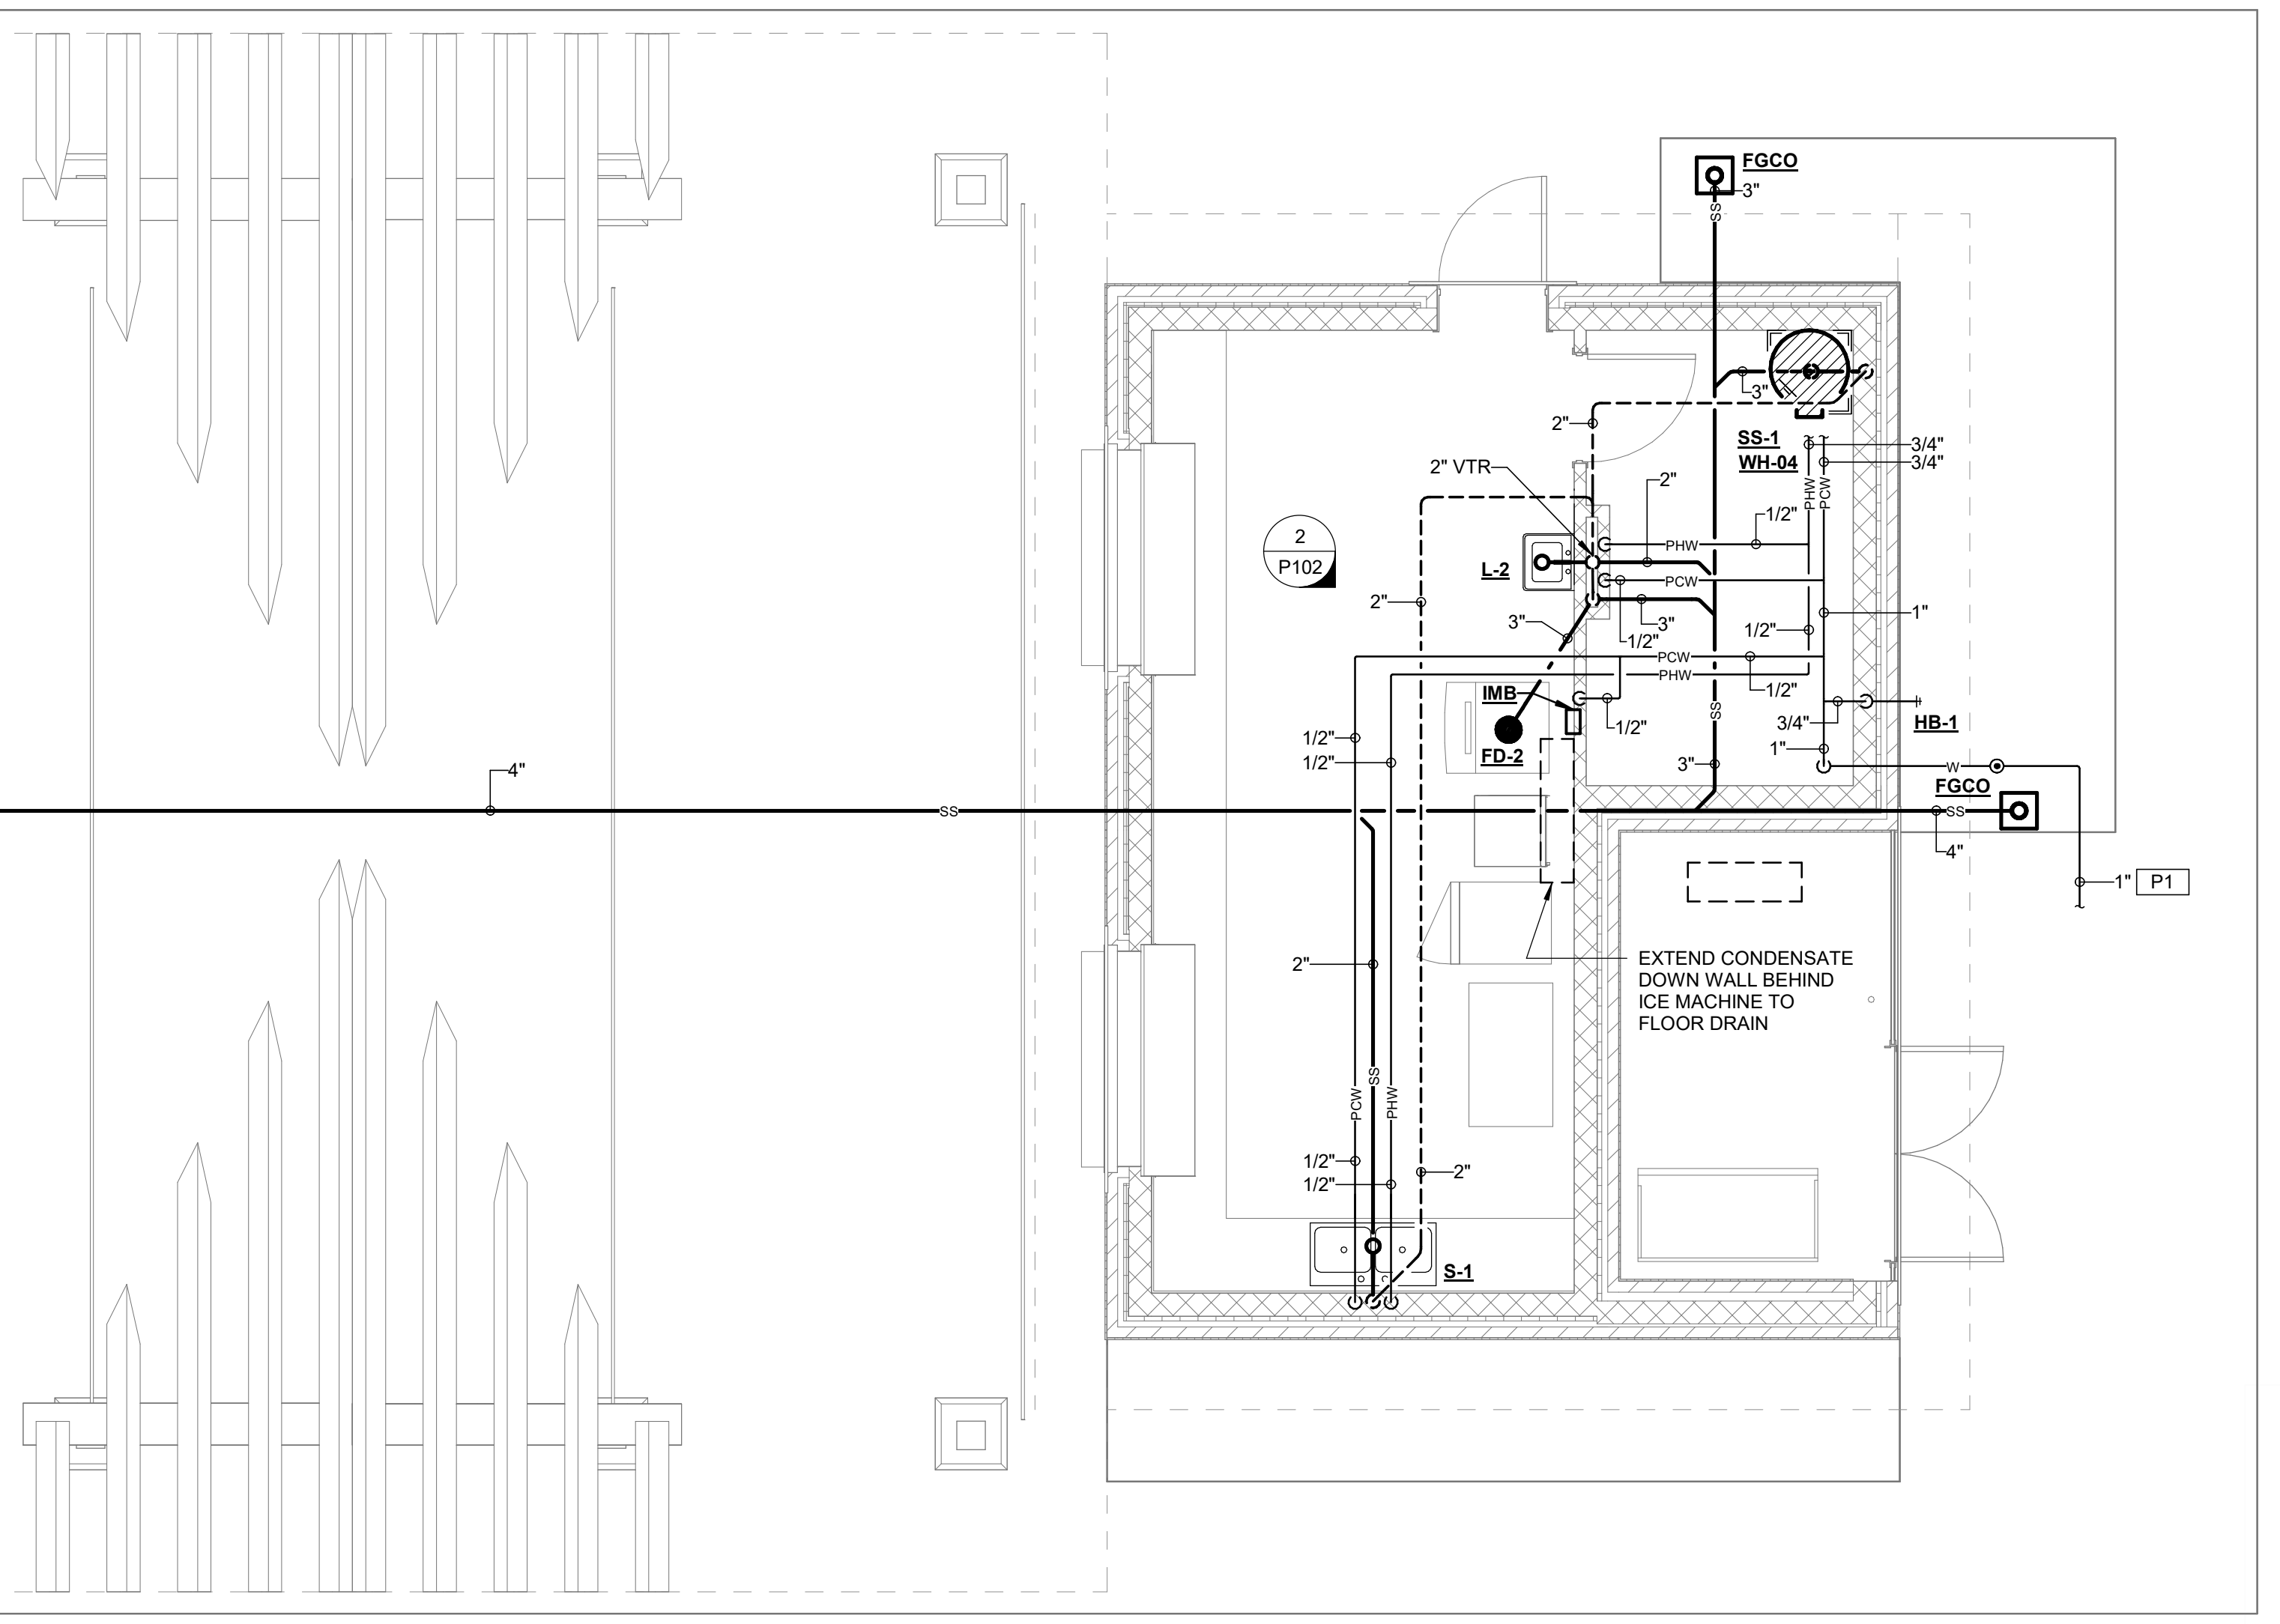 FGCO
3"
SS
3"
2"
SS-1
3/4"
WH-04
3/4"
2" VTR
2"
PHW
PCW
1/2"
2
P102
PHW
L-2
PCW
2"
3"
3"
1/2"
1/2"
1"
PCW
PHW
1/2"
IMB
1/2"
SS
3/4"
HB-1
1/2"
FD-2
1/2"
3"
1"
W
4"
FGCO
SS
SS
4"
1" P1
EXTEND CONDENSATE
DOWN WALL BEHIND
ICE MACHINE TO
FLOOR DRAIN
2"
PCW
SS
PHW
1/2"
1/2"
2"
S-1